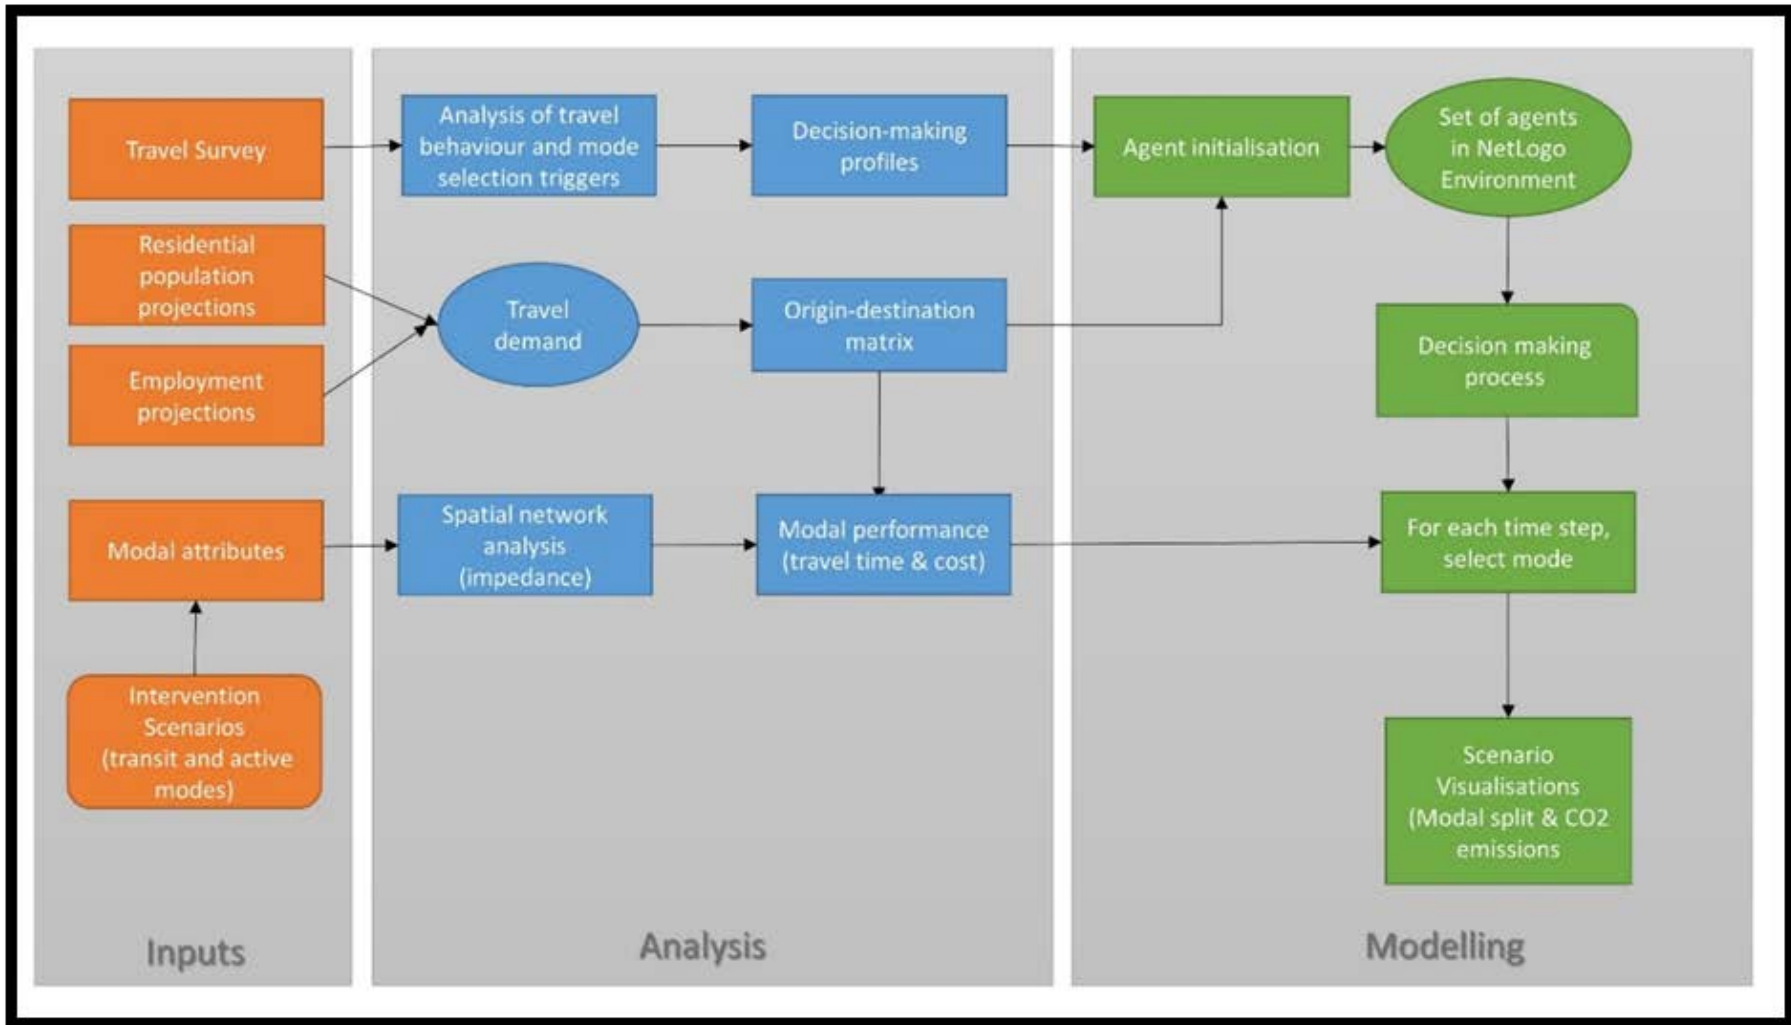 Travel Survey
Residential
population
projections
Employment
projections
Modal attributes
Intervention
Scenarios
(transit and active
modes)
Inputs
Analysis of travel
behaviour and mode
selection triggers
Decision-making
profiles
Travel
demand
Origin-destination
matrix
Spatial network
analysis
(impedance)
Modal performance
(travel time & cost)
Analysis
Agent initialisation
Set of agents
in NetLogo
Environment
Decision making
process
For each time step,
select mode
Scenario
Visualisations
(Modal split & CO2
emissions
Modelling